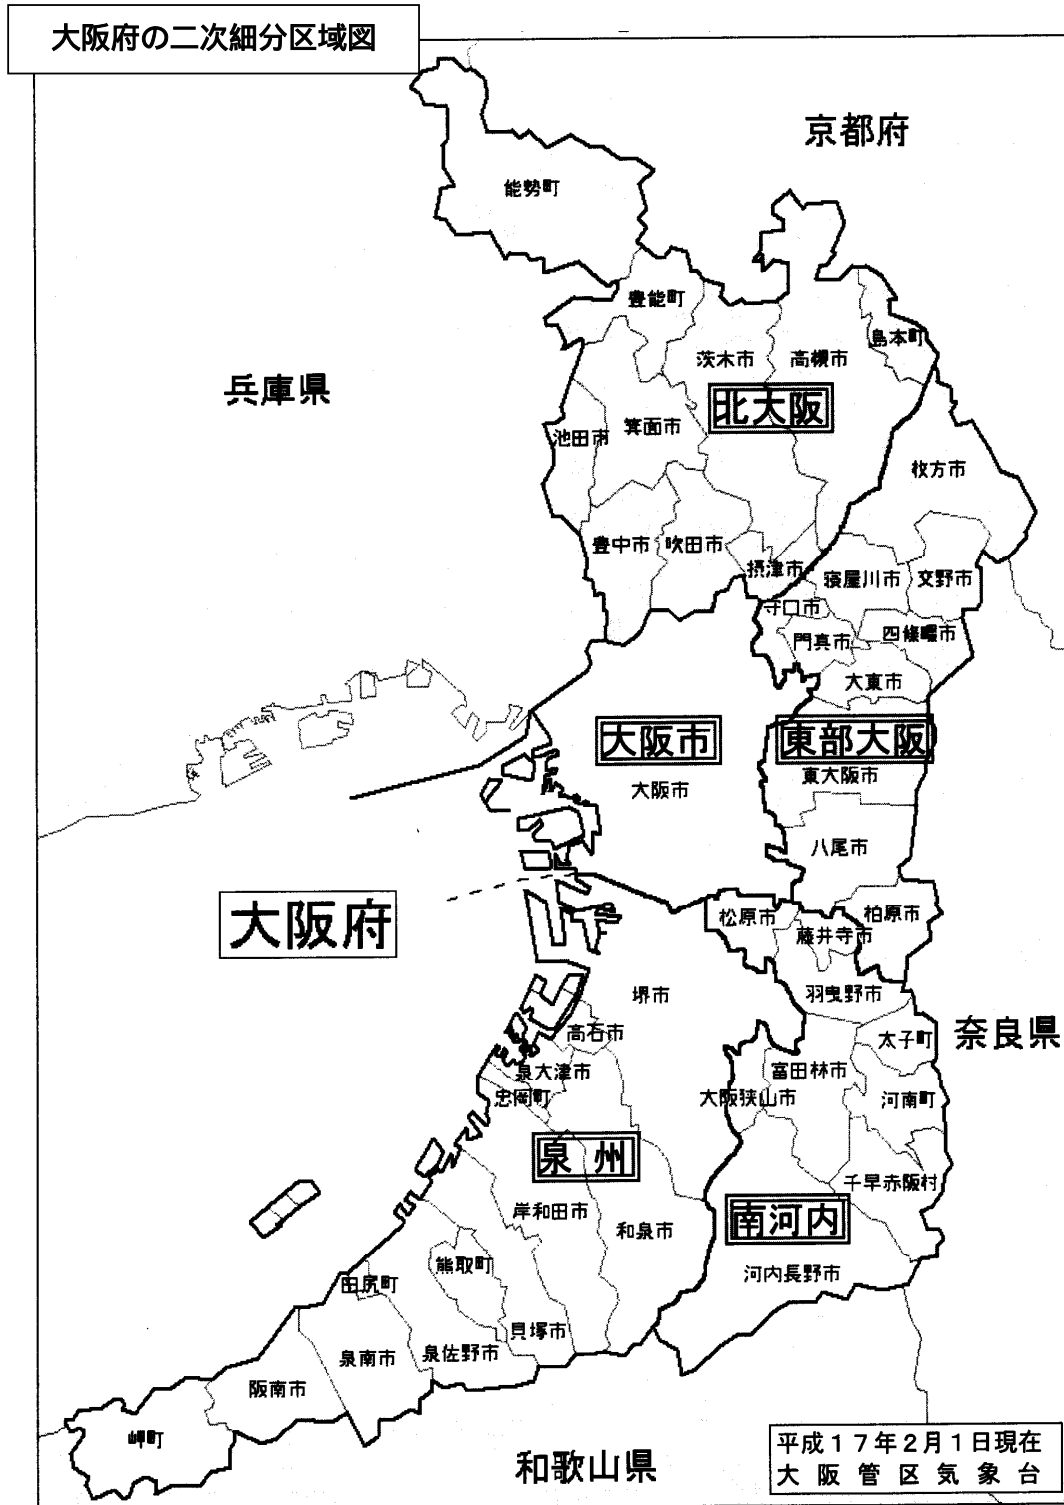 大阪府の二次細分区域図
京都府
能勢町
豊能町
島本町
茨木市
高槻市
兵庫県
北大阪
池田市
箕面市
枚方市
豊中市
吹田市
摂津市
寝屋川市
交野市
守口市
門真市
四條畷市
大東市
大阪市
東部大阪
東大阪市
大阪市
八尾市
大阪府
松原市
柏原市
藤井寺市
堺市
羽曳野市
高石市
太子町
奈良県
泉大津市
富田林市
忠岡町
大阪狭山市
河南町
泉州
千早赤阪村
岸和田市
南河内
和泉市
熊取町
河内長野市
田尻町
貝塚市
泉南市
泉佐野市
阪南市
岬町
和歌山県
平成17年2月1日現在
大阪管区気象台